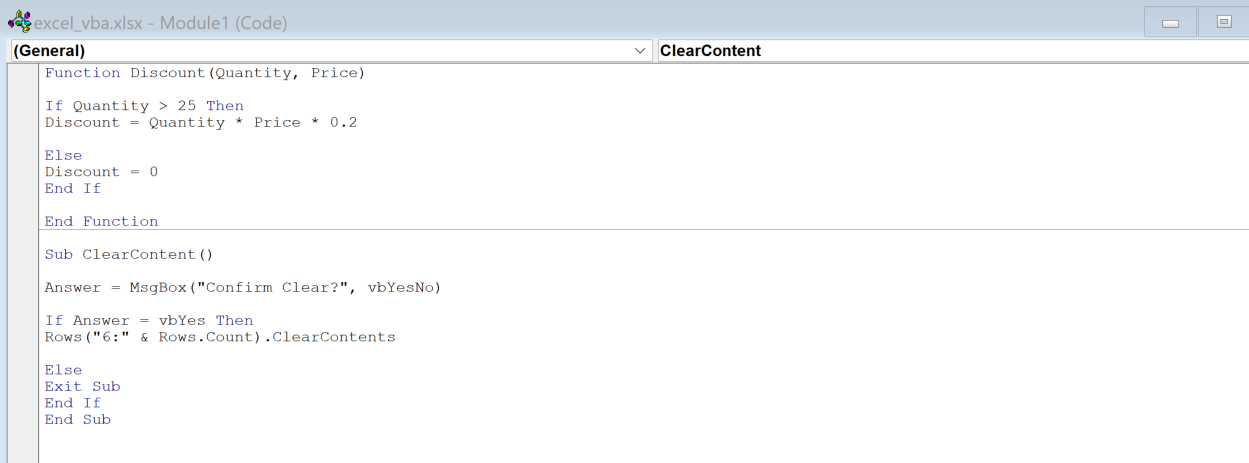 excel_vba.xlsx - Module1 (Code)
(General) ClearContent
Function Discount(Quantity, Price)
If Quantity > 25 Then
Discount = Quantity * Price * 0.2
Else
Discount = 0
End If
End Function
Sub ClearContent()
Answer = MsgBox("Confirm Clear?", vbYesNo)
If Answer = vbYes Then
Rows("6:" & Rows.Count).ClearContents
Else
Exit Sub
End If
End Sub